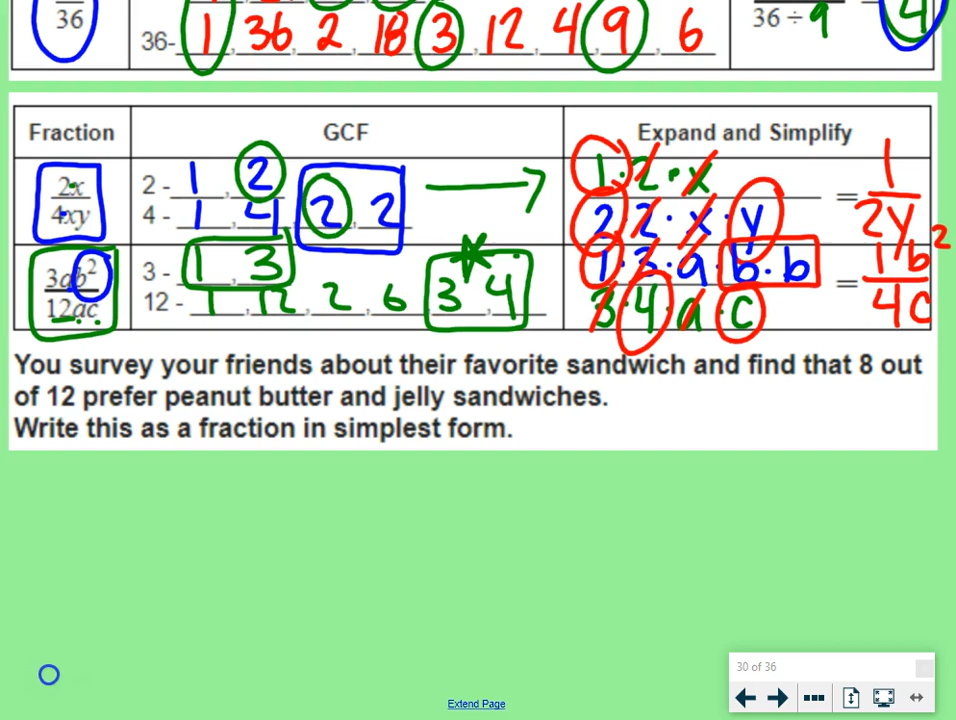 36
36- 1, 36, 2, 18, 3, 12, 4, 9, 6
36 ÷ 9
4
Fraction GCF Expand and Simplify
2x
4xy
2 - 1, 2
4 - 1, 4, 2, 2
1 · 2 · x
2 · 2 · x · y
= 1
2y
3ab²
12ac
3 - 1, 3
12 - 1, 12, 2, 6, 3, 4
1 · 3 · a · b · b
3 · 4 · a · c
= 1b²
4c
You survey your friends about their favorite sandwich and find that 8 out
of 12 prefer peanut butter and jelly sandwiches.
Write this as a fraction in simplest form.
30 of 36
Extend Page